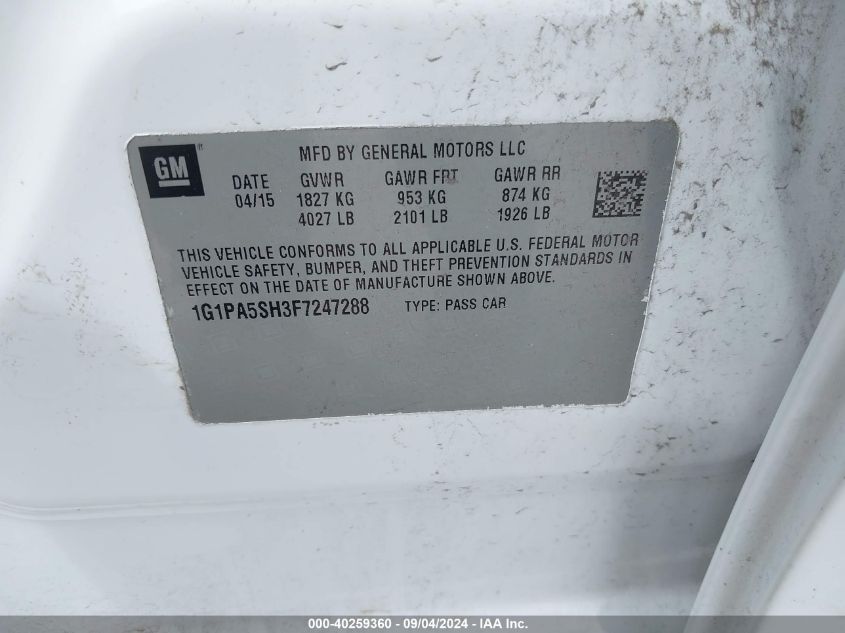 GM ®
MFD BY GENERAL MOTORS LLC
DATE GVWR GAWR FRT GAWR RR
04/15 1827 KG 953 KG 874 KG
4027 LB 2101 LB 1926 LB
THIS VEHICLE CONFORMS TO ALL APPLICABLE U.S. FEDERAL MOTOR
VEHICLE SAFETY, BUMPER, AND THEFT PREVENTION STANDARDS IN
EFFECT ON THE DATE OF MANUFACTURE SHOWN ABOVE.
1G1PA5SH3F7247288 TYPE: PASS CAR
000-40259360 - 09/04/2024 - IAA Inc.